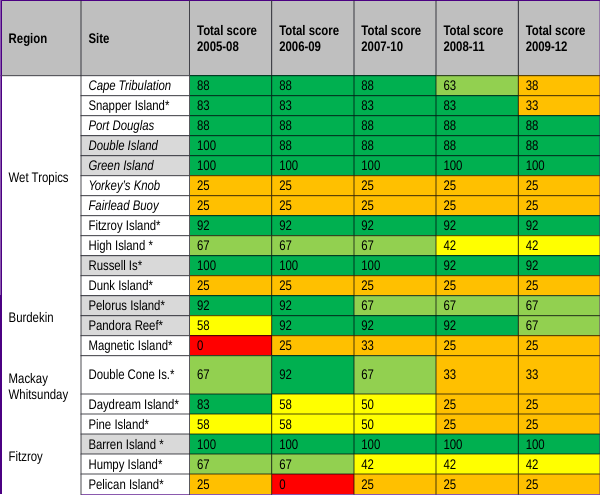 Region Site Total score 2005-08 Total score 2006-09 Total score 2007-10 Total score 2008-11 Total score 2009-12
Wet Tropics
Cape Tribulation 88 88 88 63 38
Snapper Island* 83 83 83 83 33
Port Douglas 88 88 88 88 88
Double Island 100 88 88 88 88
Green Island 100 100 100 100 100
Yorkey's Knob 25 25 25 25 25
Fairlead Buoy 25 25 25 25 25
Fitzroy Island* 92 92 92 92 92
High Island * 67 67 67 42 42
Russell Is* 100 100 100 92 92
Dunk Island* 25 25 25 25 25
Burdekin
Pelorus Island* 92 92 67 67 67
Pandora Reef* 58 92 92 92 67
Magnetic Island* 0 25 33 25 25
Mackay
Whitsunday
Double Cone Is.* 67 92 67 33 33
Daydream Island* 83 58 50 25 25
Pine Island* 58 58 50 25 25
Fitzroy
Barren Island * 100 100 100 100 100
Humpy Island* 67 67 42 42 42
Pelican Island* 25 0 25 25 25